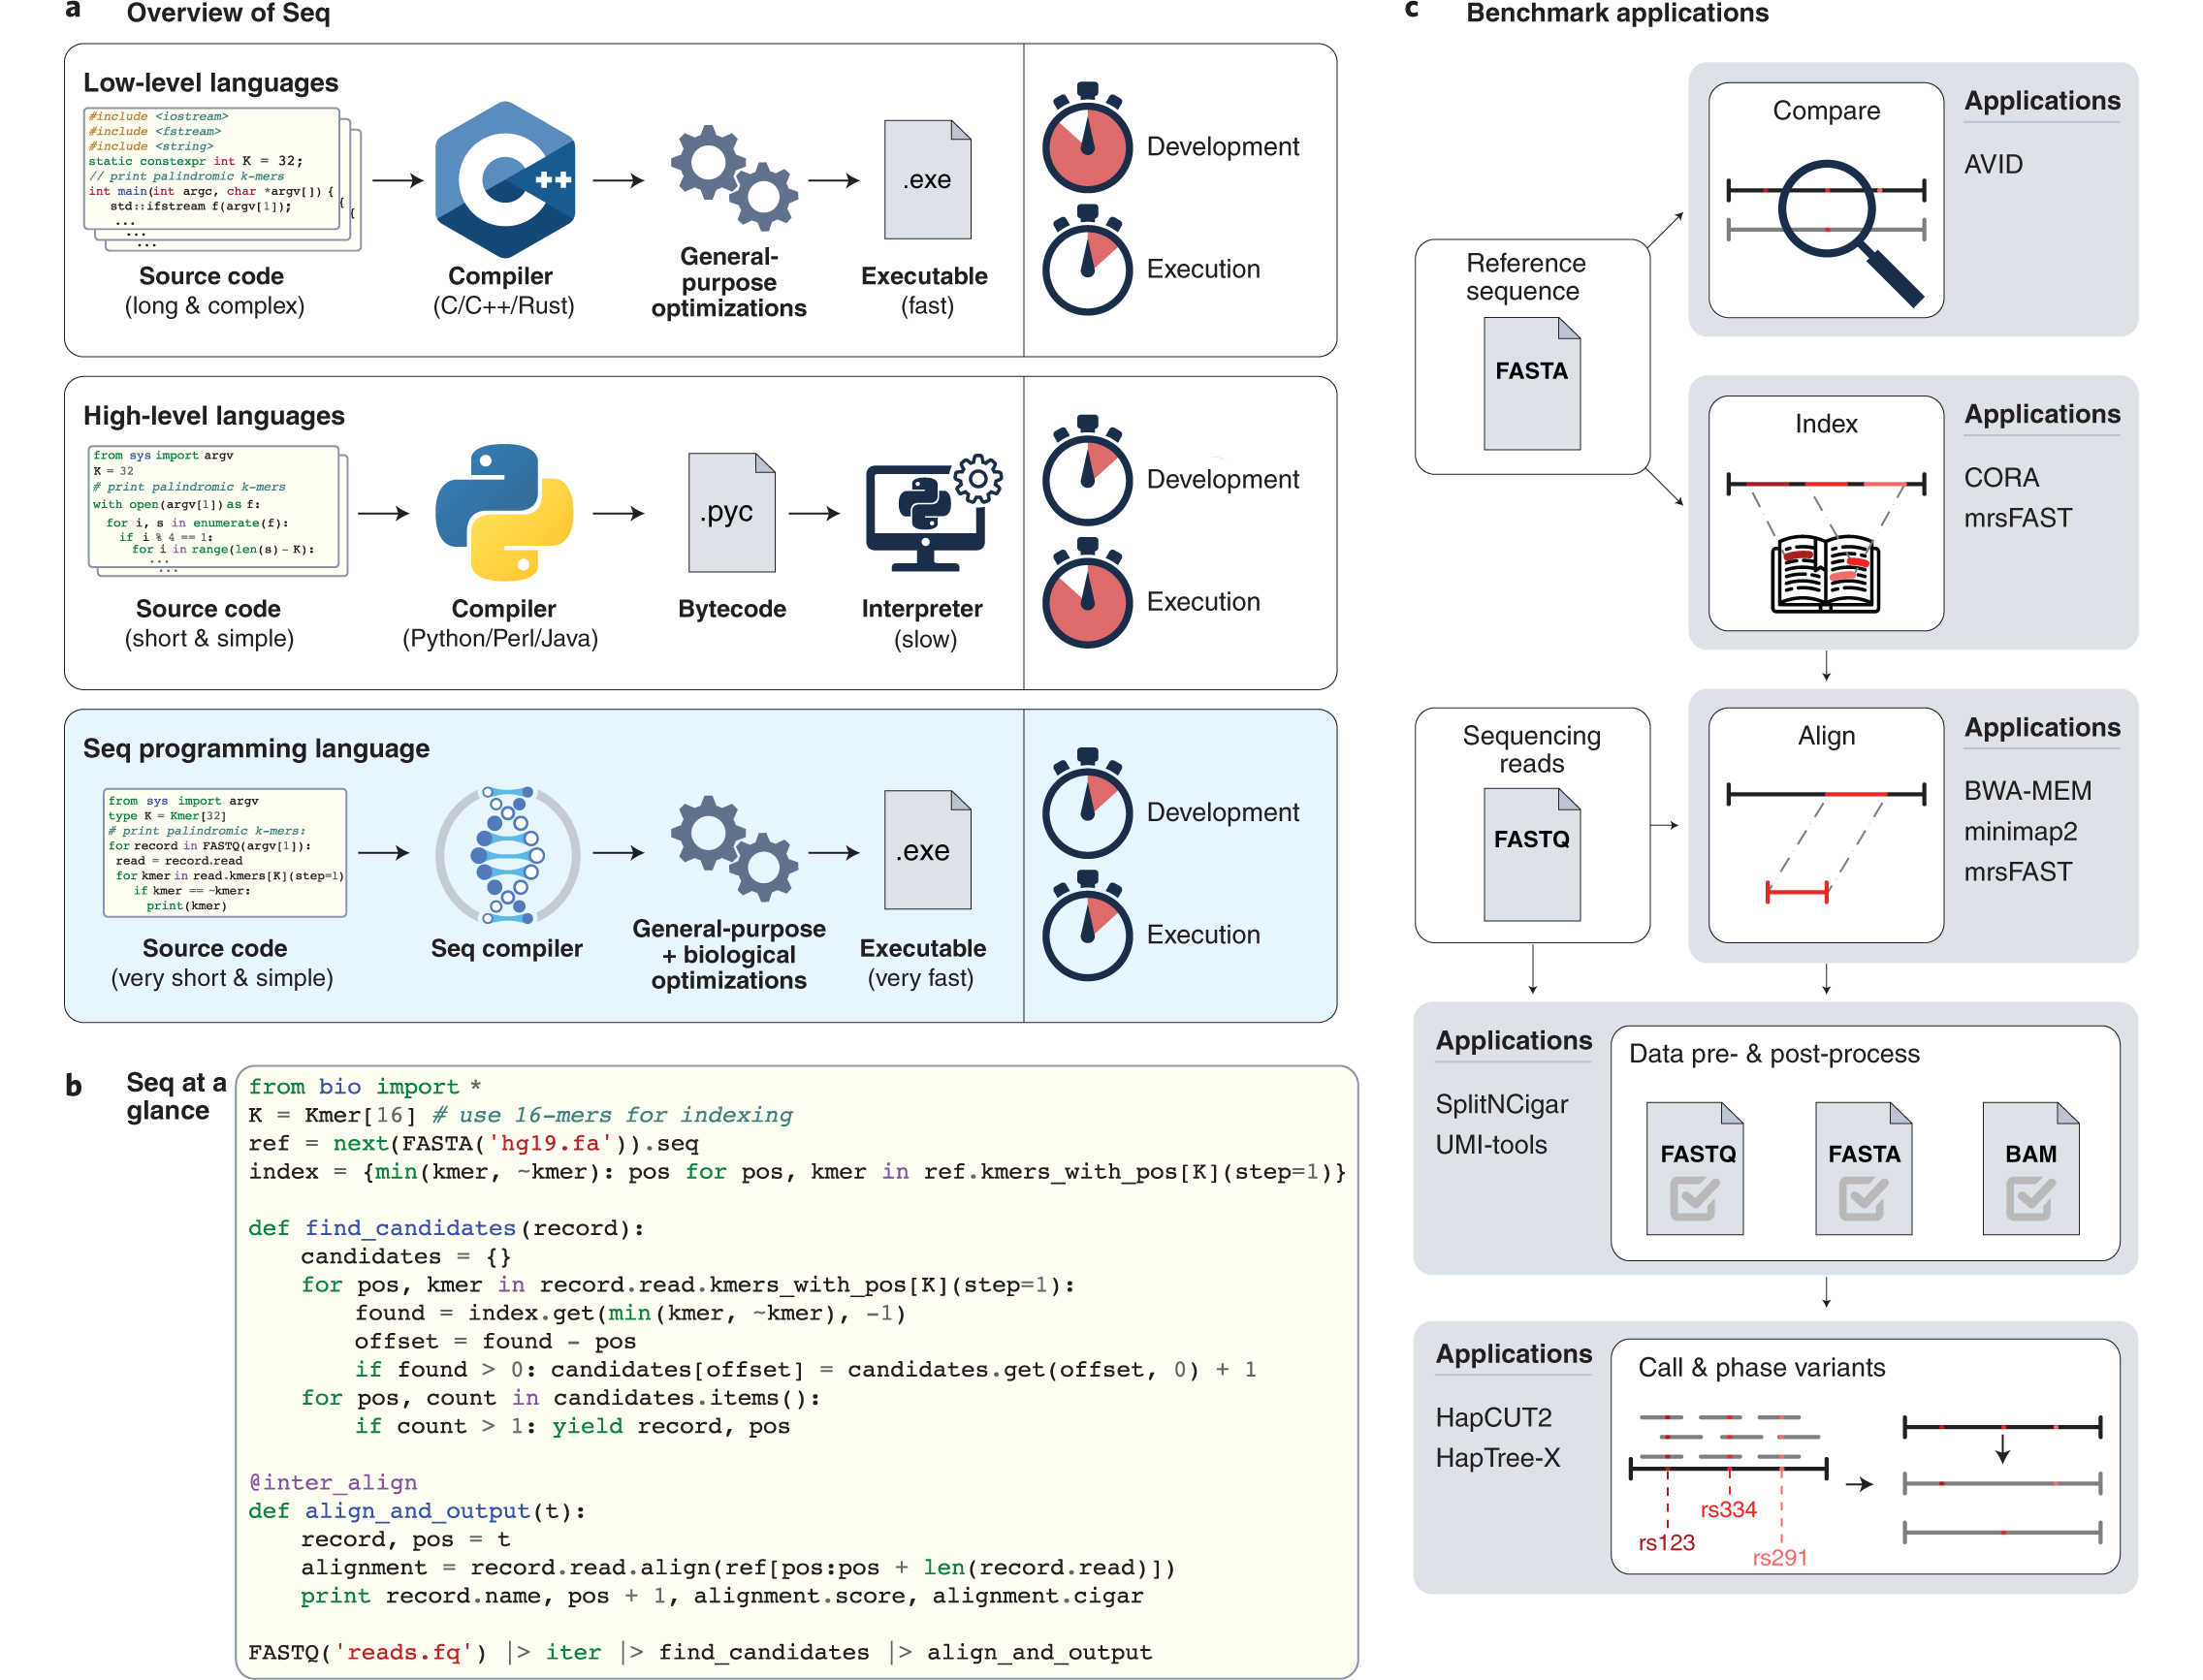 a Overview of Seq
Low-level languages
#include <iostream>
#include <fstream>
#include <string>
static constexpr int K = 32;
// print palindromic k-mers
int main(int argc, char *argv[]) {
std::ifstream f(argv[1]);
...
...
...
{
{
Source code
(long & complex)
++
Compiler
(C/C++/Rust)
General-
purpose
optimizations
.exe
Executable
(fast)
Development
Execution
High-level languages
from sys import argv
K = 32
# print palindromic k-mers
with open(argv[1]) as f:
for i, s in enumerate(f):
if i % 4 == 1:
for i in range(len(s) – K):
...
...
Source code
(short & simple)
Compiler
(Python/Perl/Java)
.pyc
Bytecode
Interpreter
(slow)
Development
Execution
Seq programming language
from sys import argv
type K = Kmer[32]
# print palindromic k-mers:
for record in FASTQ(argv[1]):
read = record.read
for kmer in read.kmers[K](step=1)
if kmer == ~kmer:
print(kmer)
Source code
(very short & simple)
Seq compiler
General-purpose
+ biological
optimizations
.exe
Executable
(very fast)
Development
Execution
b Seq at a
glance
from bio import *
K = Kmer[16] # use 16-mers for indexing
ref = next(FASTA('hg19.fa')).seq
index = {min(kmer, ~kmer): pos for pos, kmer in ref.kmers_with_pos[K](step=1)}
def find_candidates(record):
candidates = {}
for pos, kmer in record.read.kmers_with_pos[K](step=1):
found = index.get(min(kmer, ~kmer), –1)
offset = found – pos
if found > 0: candidates[offset] = candidates.get(offset, 0) + 1
for pos, count in candidates.items():
if count > 1: yield record, pos
@inter_align
def align_and_output(t):
record, pos = t
alignment = record.read.align(ref[pos:pos + len(record.read)])
print record.name, pos + 1, alignment.score, alignment.cigar
FASTQ('reads.fq') |> iter |> find_candidates |> align_and_output
c Benchmark applications
Reference
sequence
FASTA
Compare
Applications
AVID
Index
Applications
CORA
mrsFAST
Sequencing
reads
FASTQ
Align
Applications
BWA-MEM
minimap2
mrsFAST
Applications
SplitNCigar
UMI-tools
Data pre- & post-process
FASTQ
FASTA
BAM
Applications
HapCUT2
HapTree-X
Call & phase variants
rs334
rs123
rs291